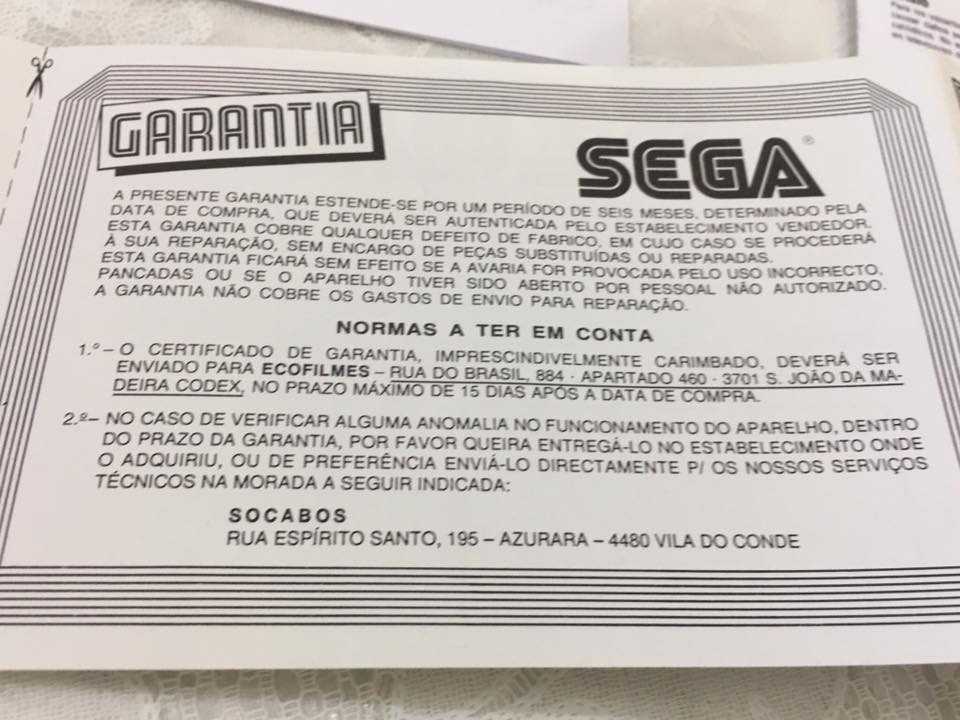 GARANTIA
SEGA®
A PRESENTE GARANTIA ESTENDE-SE POR UM PERÍODO DE SEIS MESES, DETERMINADO PELA
DATA DE COMPRA, QUE DEVERÁ SER AUTENTICADA PELO ESTABELECIMENTO VENDEDOR.
ESTA GARANTIA COBRE QUALQUER DEFEITO DE FABRICO, EM CUJO CASO SE PROCEDERÁ
À SUA REPARAÇÃO, SEM ENCARGO DE PEÇAS SUBSTITUÍDAS OU REPARADAS.
ESTA GARANTIA FICARÁ SEM EFEITO SE A AVARIA FOR PROVOCADA PELO USO INCORRECTO,
PANCADAS OU SE O APARELHO TIVER SIDO ABERTO POR PESSOAL NÃO AUTORIZADO.
A GARANTIA NÃO COBRE OS GASTOS DE ENVIO PARA REPARAÇÃO.
NORMAS A TER EM CONTA
1.º – O CERTIFICADO DE GARANTIA, IMPRESCINDIVELMENTE CARIMBADO, DEVERÁ SER
ENVIADO PARA ECOFILMES – RUA DO BRASIL, 884 - APARTADO 460 - 3701 S. JOÃO DA MA-
DEIRA CODEX, NO PRAZO MÁXIMO DE 15 DIAS APÓS A DATA DE COMPRA.
2.º – NO CASO DE VERIFICAR ALGUMA ANOMALIA NO FUNCIONAMENTO DO APARELHO, DENTRO
DO PRAZO DA GARANTIA, POR FAVOR QUEIRA ENTREGÁ-LO NO ESTABELECIMENTO ONDE
O ADQUIRIU, OU DE PREFERÊNCIA ENVIÁ-LO DIRECTAMENTE P/ OS NOSSOS SERVIÇOS
TÉCNICOS NA MORADA A SEGUIR INDICADA:
SOCABOS
RUA ESPÍRITO SANTO, 195 – AZURARA – 4480 VILA DO CONDE